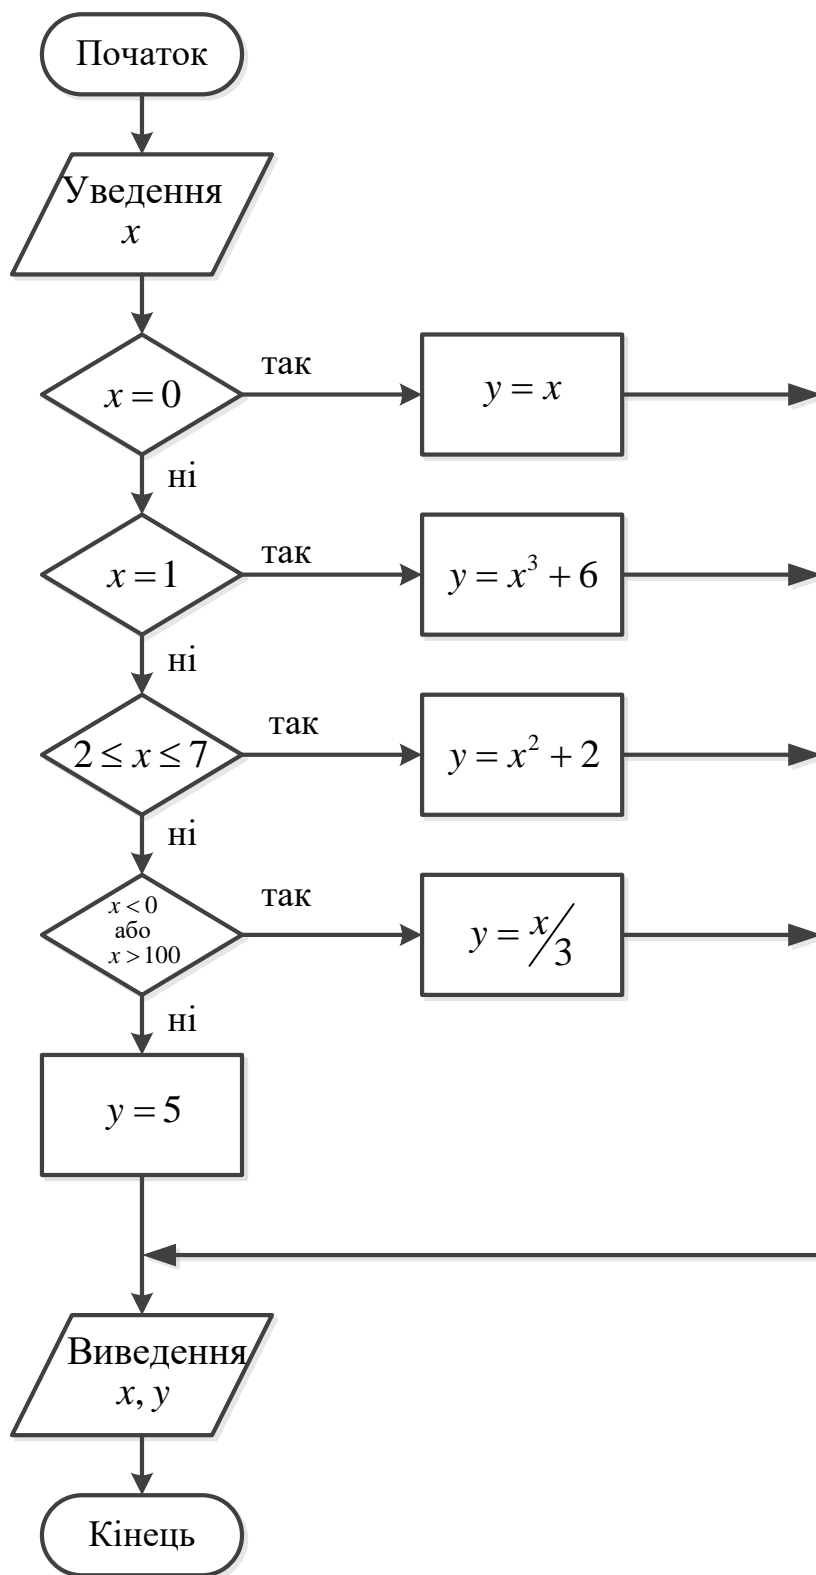 Початок
Уведення
x
x = 0
так
y = x
ні
x = 1
так
y = x³ + 6
ні
2 ≤ x ≤ 7
так
y = x² + 2
ні
x < 0
або
x > 100
так
y = x/3
ні
y = 5
Виведення
x, y
Кінець